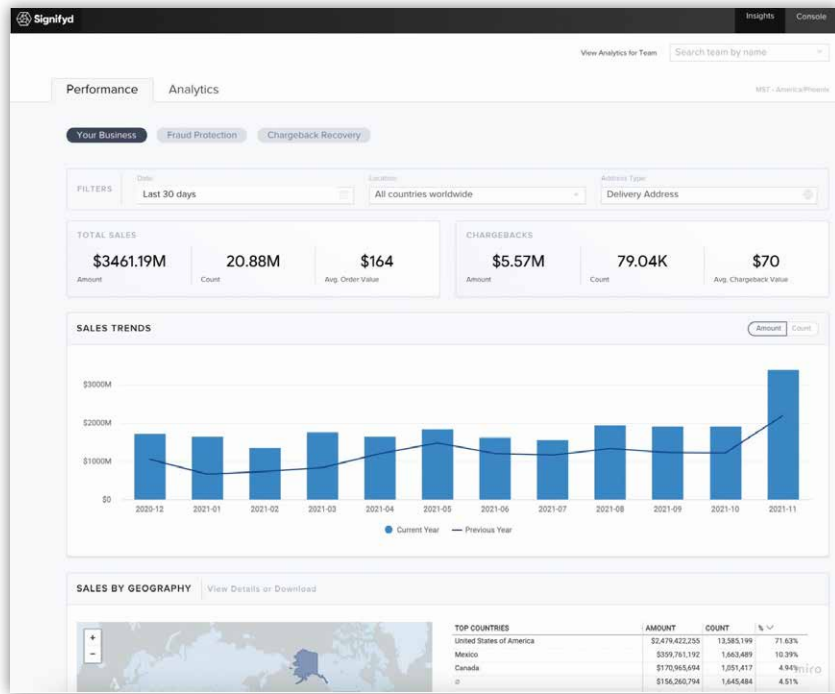 Signifyd
Insights Console
View Analytics for Team Search team by name
Performance Analytics
MST - America/Phoenix
Your Business Fraud Protection Chargeback Recovery
FILTERS
Date: Location: Address Type:
Last 30 days All countries worldwide Delivery Address
TOTAL SALES
$3461.19M 20.88M $164
Amount Count Avg. Order Value
CHARGEBACKS
$5.57M 79.04K $70
Amount Count Avg. Chargeback Value
SALES TRENDS
Amount Count
$3000M
$2000M
$1000M
$0
2020-12 2021-01 2021-02 2021-03 2021-04 2021-05 2021-06 2021-07 2021-08 2021-09 2021-10 2021-11
Current Year Previous Year
SALES BY GEOGRAPHY View Details or Download
+
−
TOP COUNTRIES AMOUNT COUNT %
United States of America $2,479,422,255 13,585,199 71.63%
Mexico $359,761,192 1,663,489 10.39%
Canada $170,965,694 1,051,417 4.94%
∅ $156,260,794 1,645,484 4.51%
miro